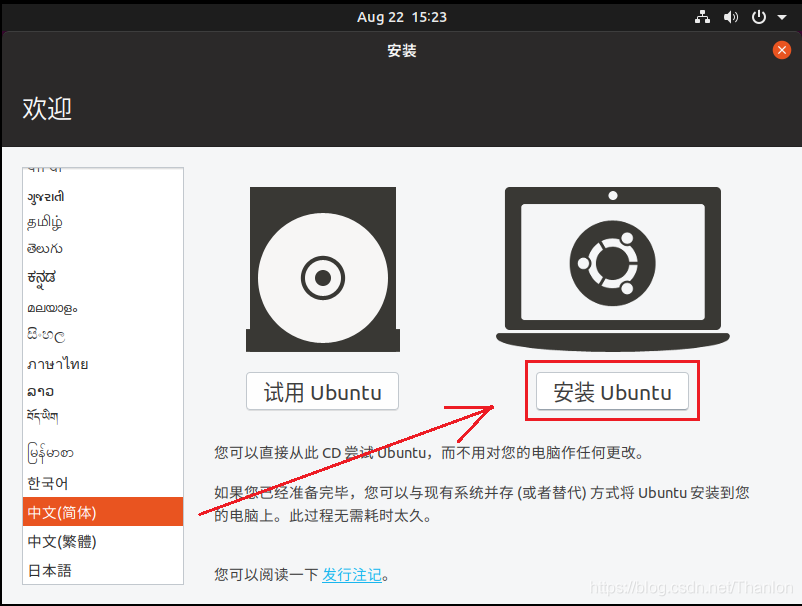 Aug 22 15:23
安装
欢迎
ગુજરાતી
தமிழ்
తెలుగు
ಕನ್ನಡ
മലയാളം
සිංහල
ภาษาไทย
ລາວ
བོད་ཡིག
မြန်မာစာ
한국어
中文(简体)
中文(繁體)
日本語
试用 Ubuntu
安装 Ubuntu
您可以直接从此 CD 尝试 Ubuntu，而不用对您的电脑作任何更改。
如果您已经准备完毕，您可以与现有系统并存 (或者替代) 方式将 Ubuntu 安装到您
的电脑上。此过程无需耗时太久。
您可以阅读一下 发行注记。
https://blog.csdn.net/Thanlon